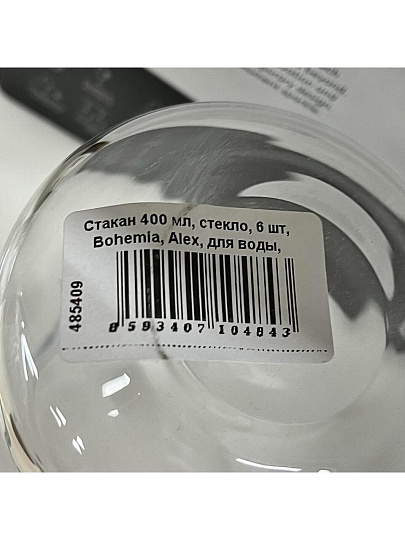 Стакан 400 мл, стекло, 6 шт,
Bohemia, Alex, для воды,
485409
8 593407 104843